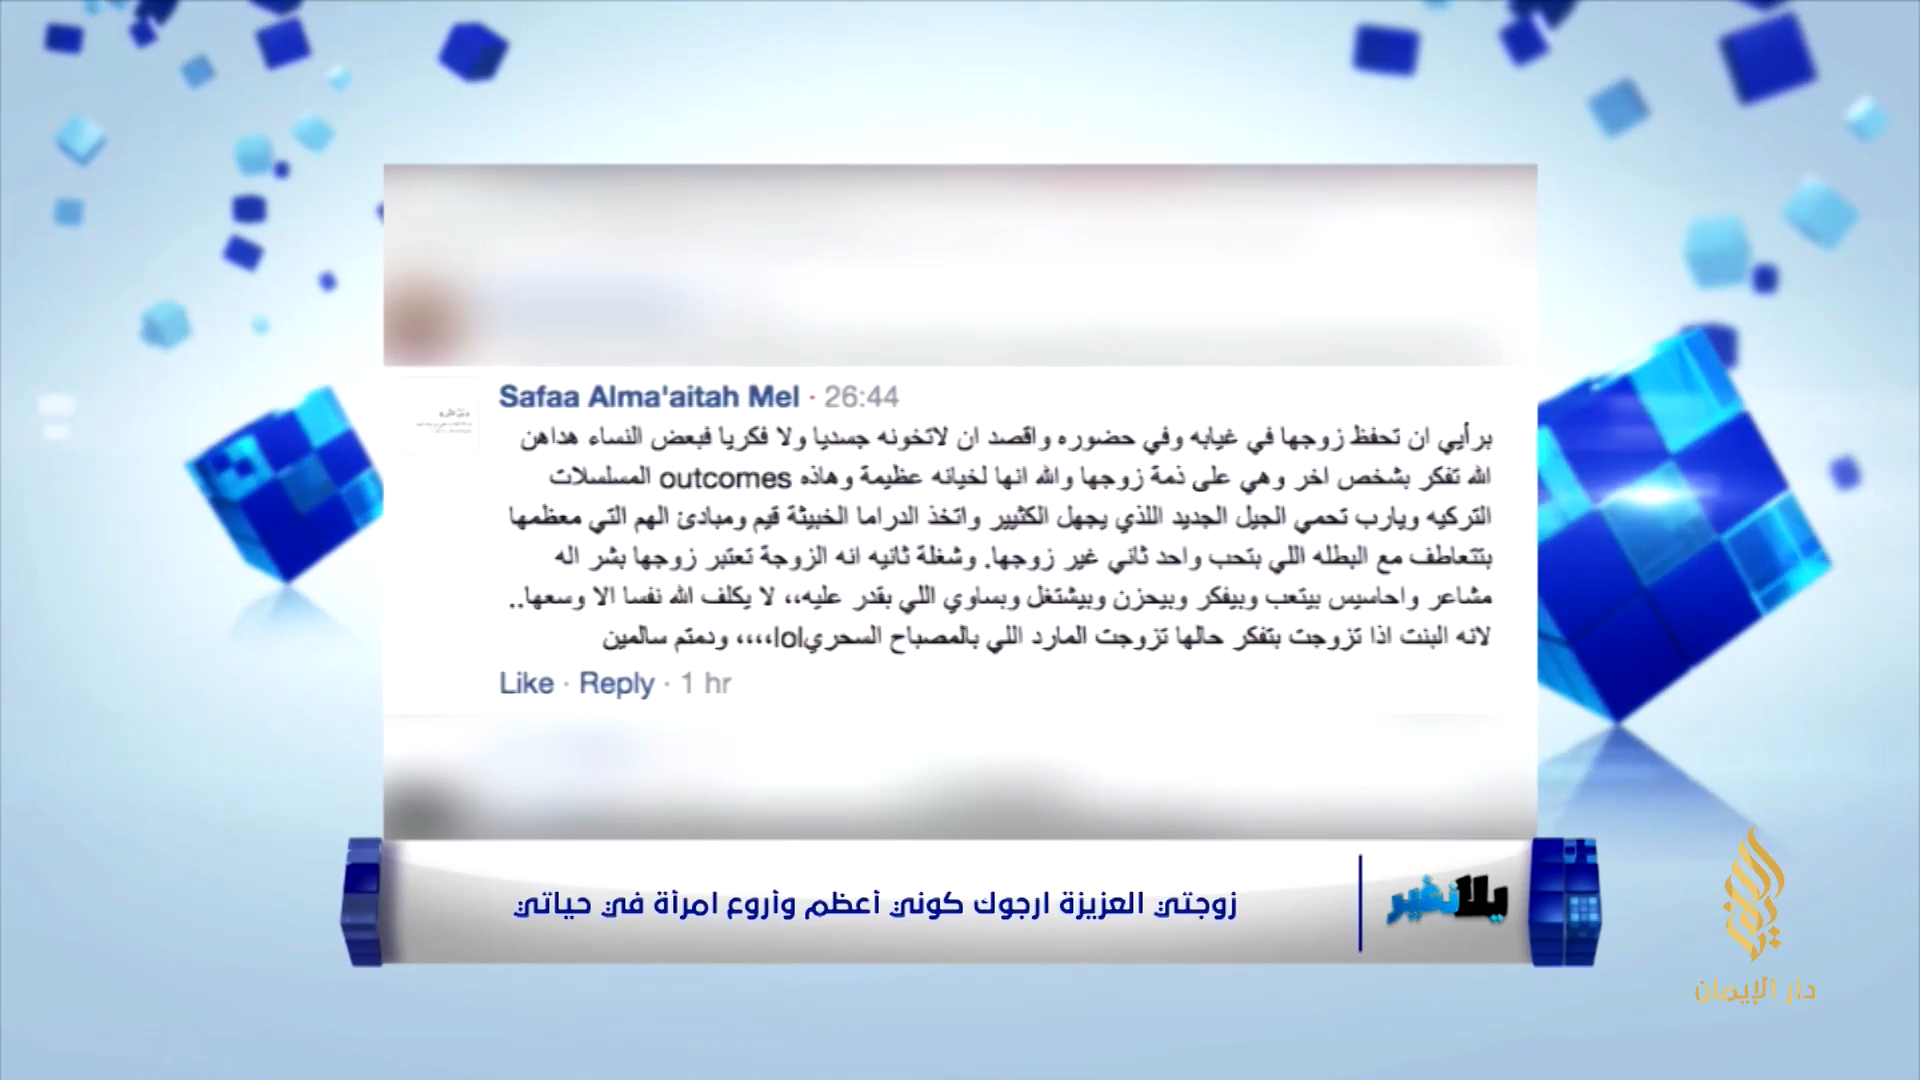 Safaa Alma'aitah Mel · 26:44
برأيي ان تحفظ زوجها في غيابه وفي حضوره واقصد ان لاتخونه جسديا ولا فكريا فبعض النساء هداهن
الله تفكر بشخص اخر وهي على ذمة زوجها والله انها لخيانه عظيمة وهاذه outcomes المسلسلات
التركيه ويارب تحمي الجيل الجديد اللذي يجهل الكثيير واتخذ الدراما الخبيثة قيم ومبادئ الهم التي معظمها
بتتعاطف مع البطله اللي بتحب واحد ثاني غير زوجها. وشغلة ثانيه انه الزوجة تعتبر زوجها بشر اله
مشاعر واحاسيس بيتعب وبيفكر وبيحزن وبيشتغل وبساوي اللي بقدر عليه،، لا يكلف الله نفسا الا وسعها..
لانه البنت اذا تزوجت بتفكر حالها تزوجت المارد اللي بالمصباح السحريlol،،،، ودمتم سالمين
Like · Reply · 1 hr
يلا نغير
زوجتي العزيزة ارجوك كوني أعظم وأروع امرأة في حياتي
دار الإيمان